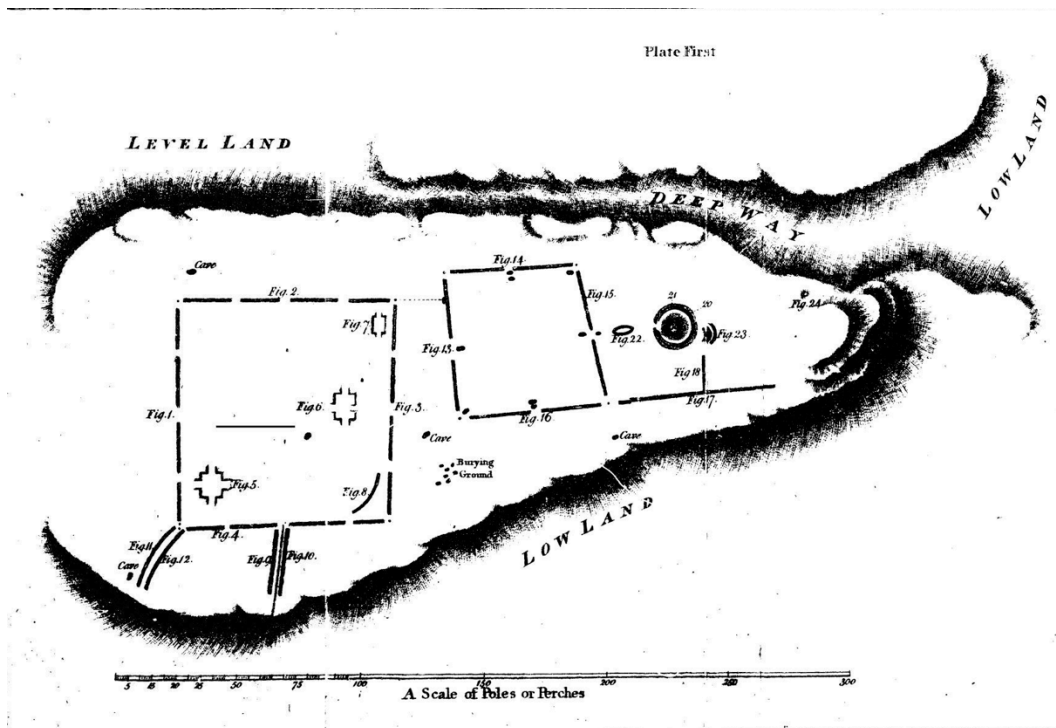 Plate First
LEVEL LAND
LOW LAND
DEEP WAY
Cave
Fig. 2.
Fig. 14.
Fig. 15.
Fig. 24.
21
20
Fig. 7.
Fig. 22.
Fig. 23.
Fig. 13.
Fig. 18
Fig. 17.
Fig. 1.
Fig. 6.
Fig. 3.
Fig. 16.
Cave
Cave
Burying
Ground
Fig. 5.
Fig. 8.
LOW LAND
Fig. 4.
Fig. 11.
Fig. 12.
Fig. 9.
Fig. 10.
Cave
5 15 20 25 50 75 100 150 200 250 300
A Scale of Poles or Perches